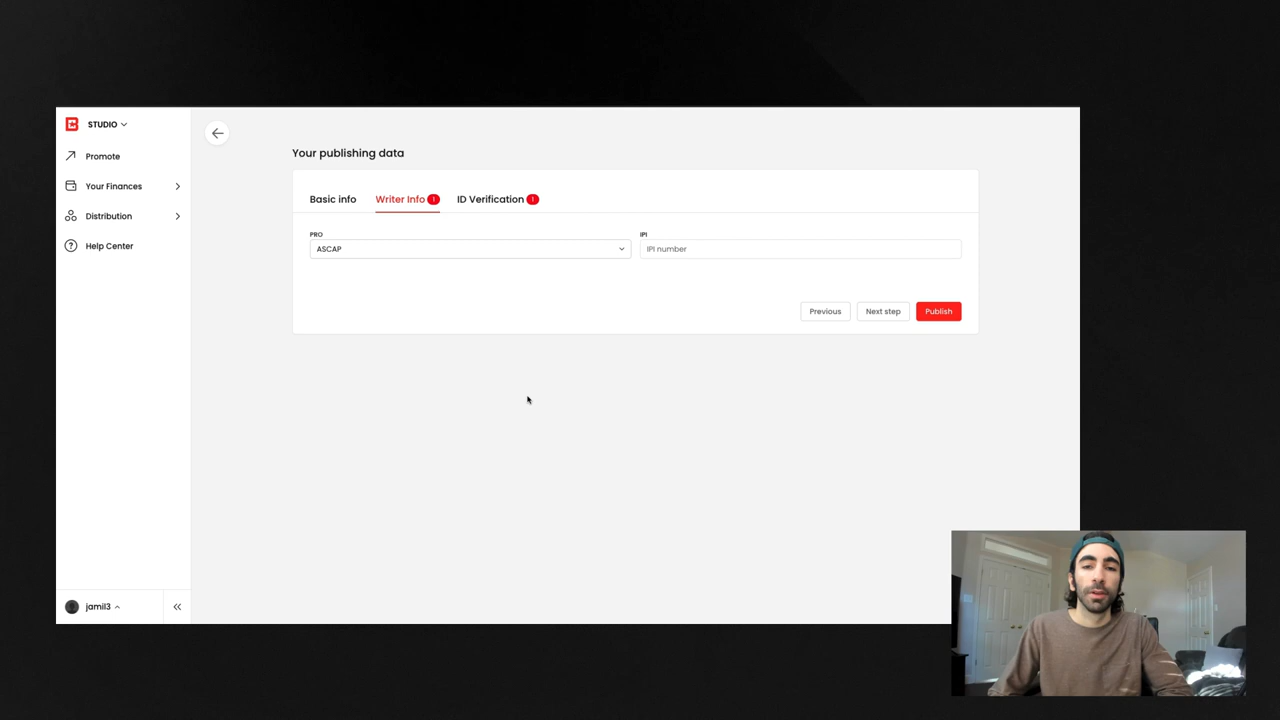 STUDIO
Promote
Your Finances
Distribution
Help Center
jamil3
Your publishing data
Basic info
Writer Info 1
ID Verification 1
PRO
ASCAP
IPI
IPI number
Previous
Next step
Publish